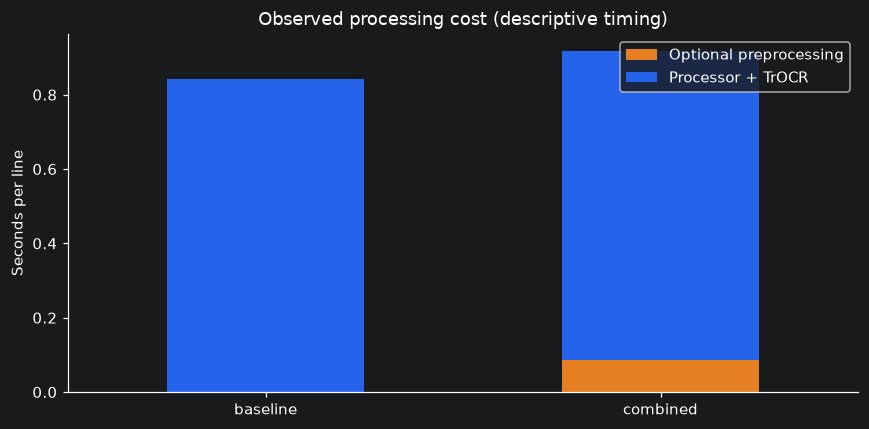 Observed processing cost (descriptive timing)
Optional preprocessing
Processor + TrOCR
Seconds per line
0.8
0.6
0.4
0.2
0.0
baseline
combined